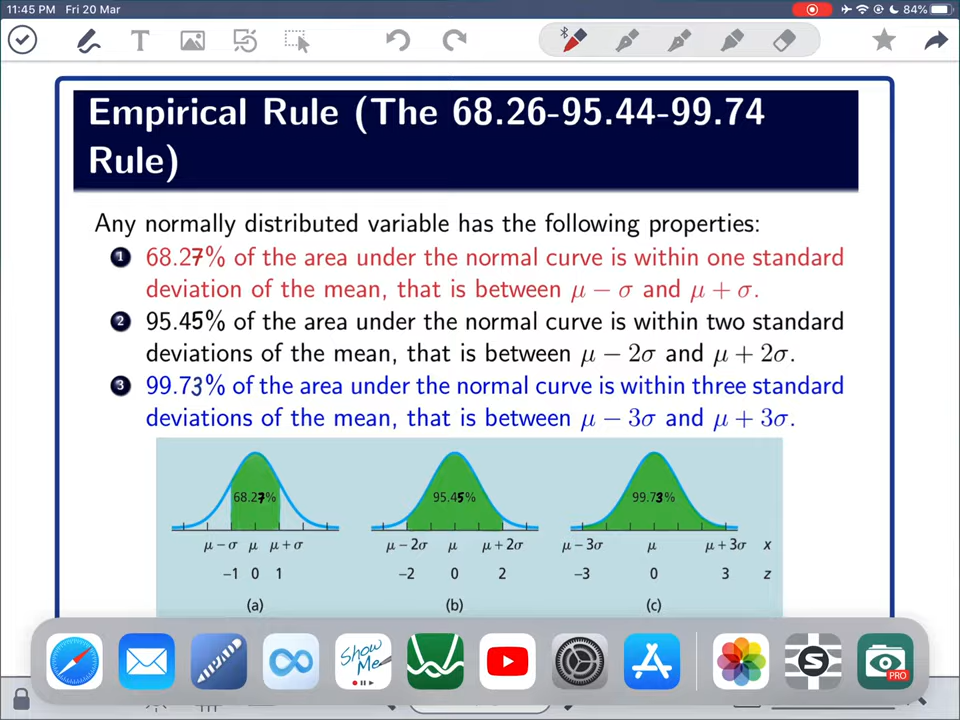 11:45 PM Fri 20 Mar
84%
T
Empirical Rule (The 68.26-95.44-99.74
Rule)
Any normally distributed variable has the following properties:
1 68.27% of the area under the normal curve is within one standard
deviation of the mean, that is between μ − σ and μ + σ.
2 95.45% of the area under the normal curve is within two standard
deviations of the mean, that is between μ − 2σ and μ + 2σ.
3 99.73% of the area under the normal curve is within three standard
deviations of the mean, that is between μ − 3σ and μ + 3σ.
68.27% 95.45% 99.73%
μ − σ μ μ + σ μ − 2σ μ μ + 2σ μ − 3σ μ μ + 3σ x
−1 0 1 −2 0 2 −3 0 3 z
(a) (b) (c)
Show
Me
S
PRO